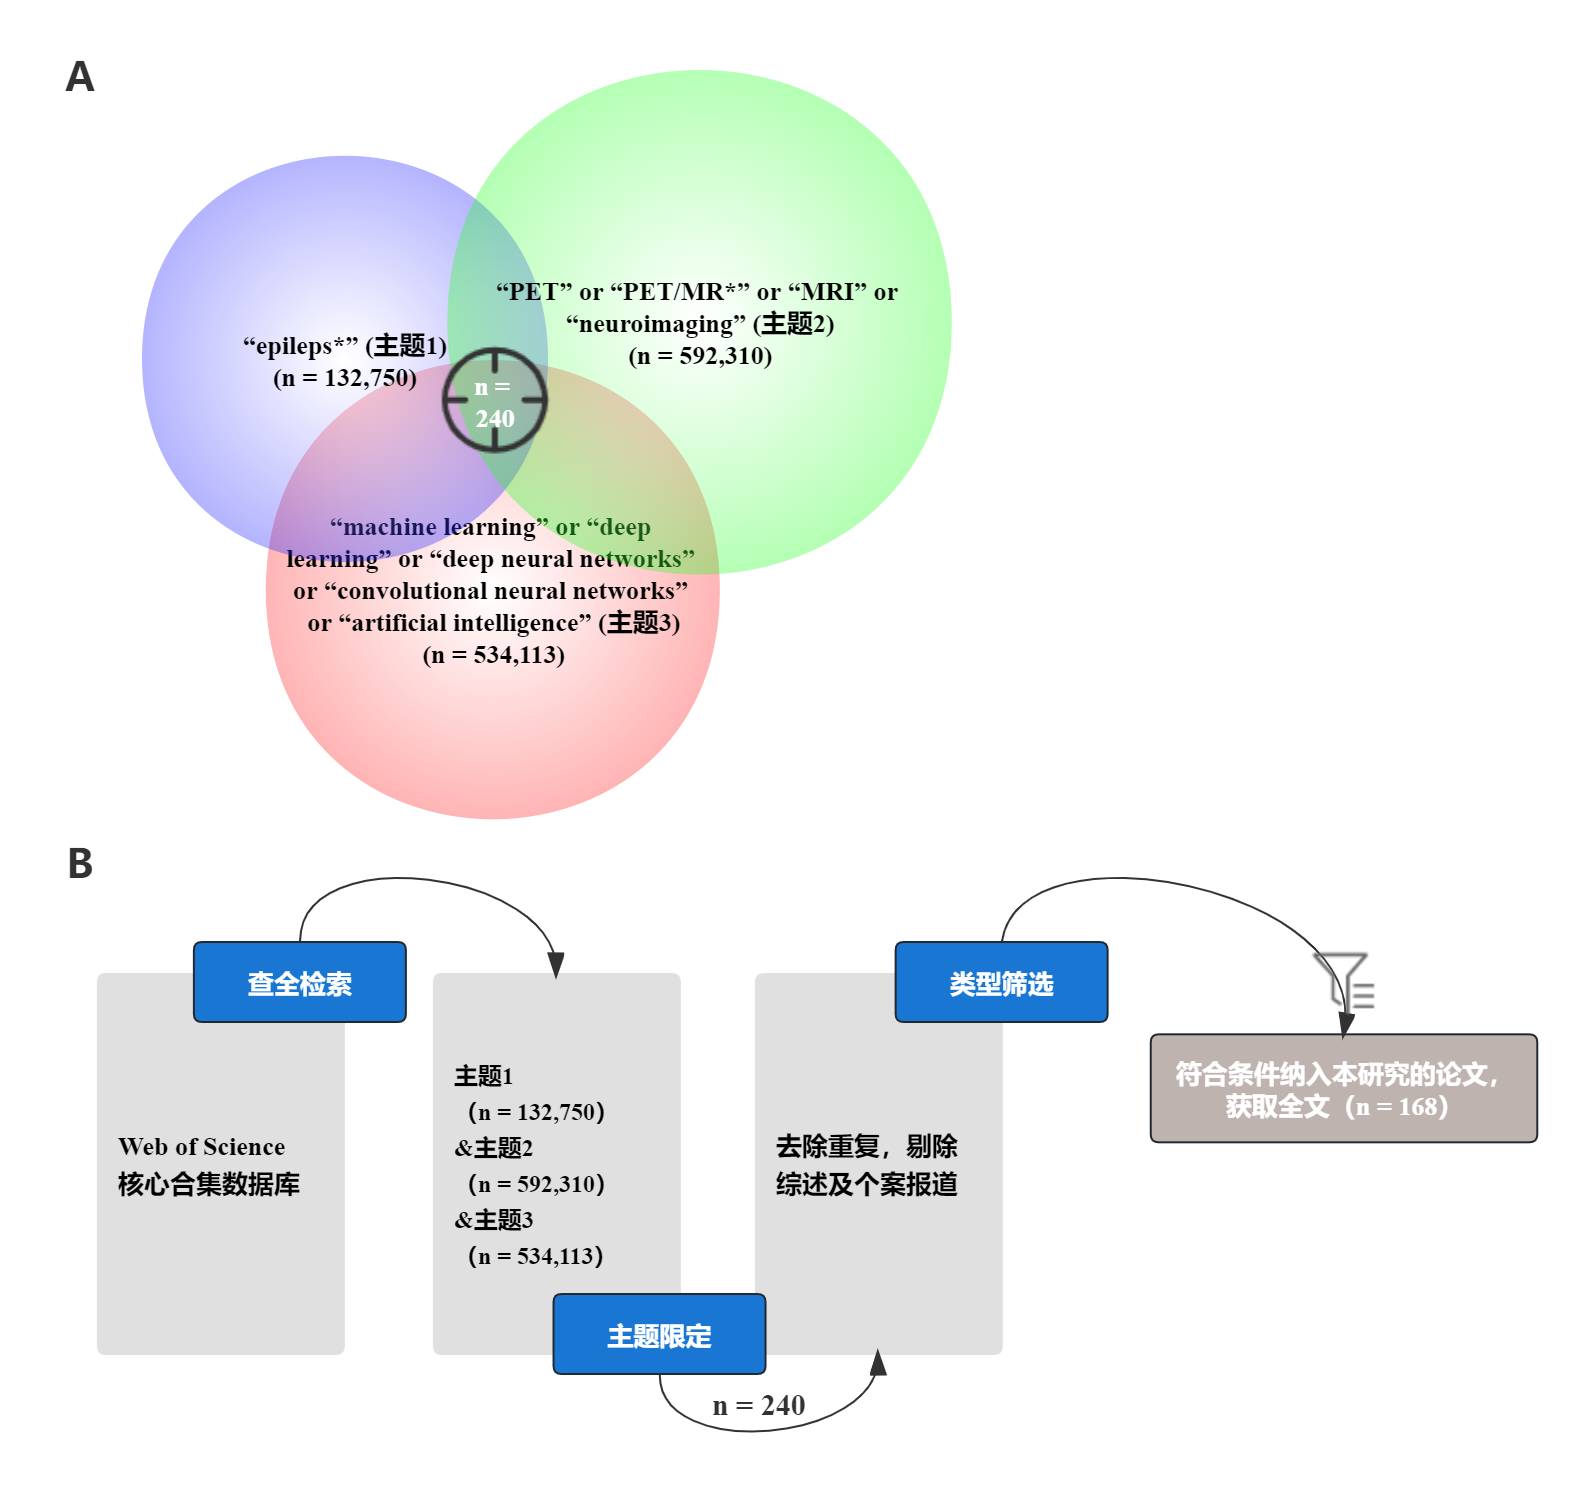 A
“PET” or “PET/MR*” or “MRI” or
“neuroimaging” (主题2)
(n = 592,310)
“epileps*” (主题1)
(n = 132,750)
n =
240
“machine learning” or “deep
learning” or “deep neural networks”
or “convolutional neural networks”
or “artificial intelligence” (主题3)
(n = 534,113)
B
查全检索
Web of Science
核心合集数据库
主题1
（n = 132,750）
&主题2
（n = 592,310）
&主题3
（n = 534,113）
主题限定
n = 240
类型筛选
去除重复，剔除
综述及个案报道
符合条件纳入本研究的论文，
获取全文（n = 168）